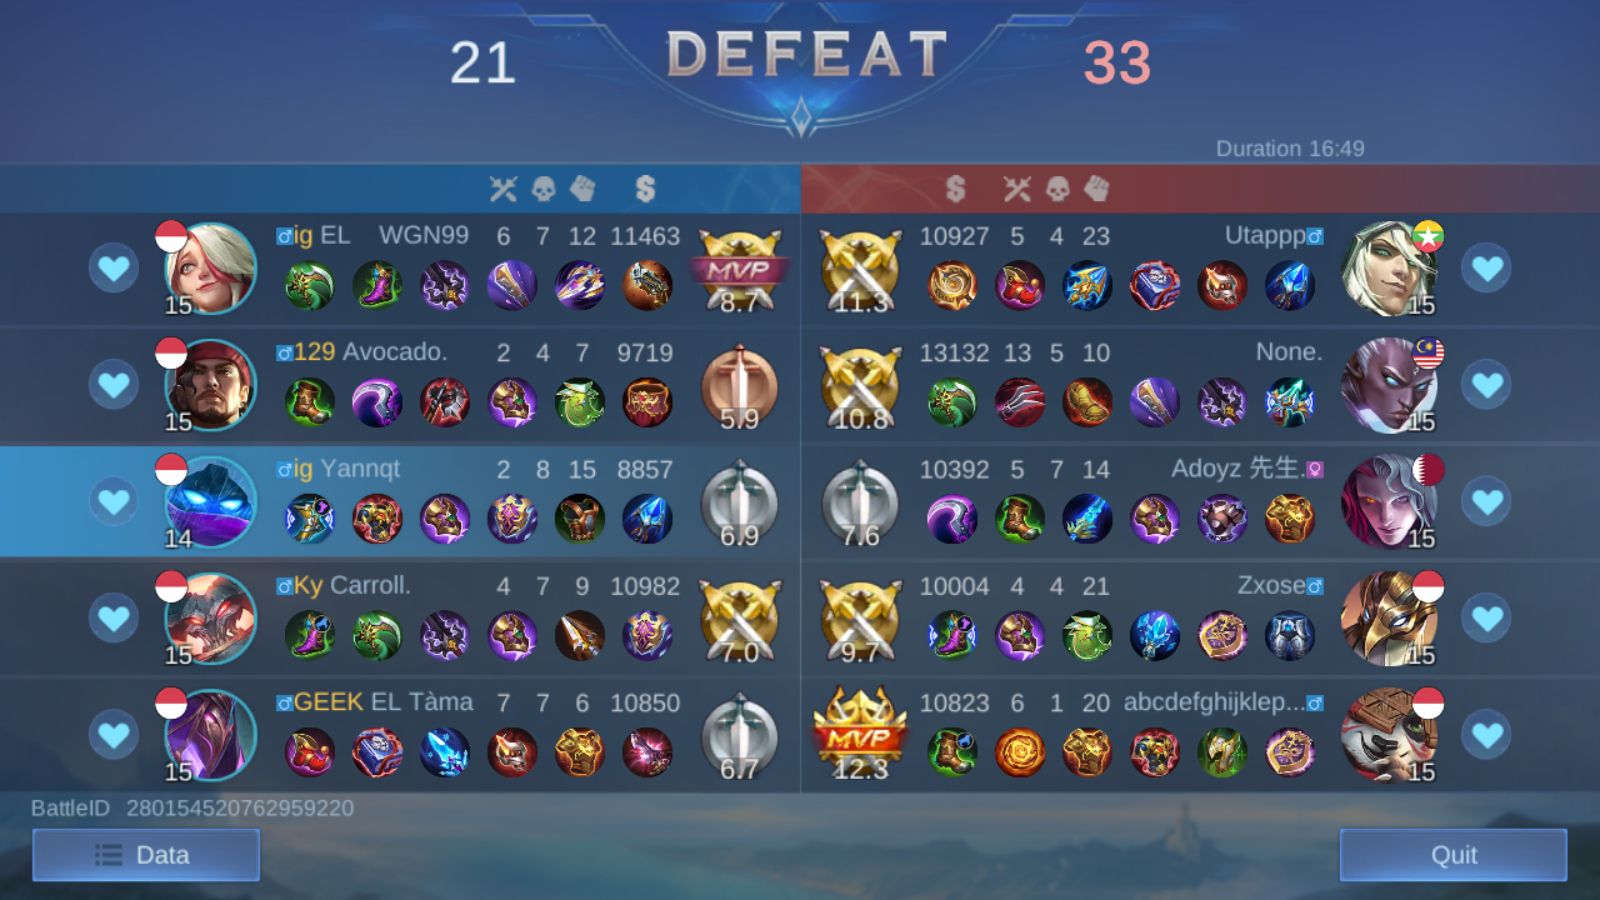 21 DEFEAT 33
Duration 16:49
ig EL WGN99 6 7 12 11463 MVP 8.7
15
11.3 10927 5 4 23 Utappp
15
129 Avocado. 2 4 7 9719 5.9
15
10.8 13132 13 5 10 None.
15
ig Yannqt 2 8 15 8857 6.9
14
7.6 10392 5 7 14 Adoyz 先生.
15
Ky Carroll. 4 7 9 10982 7.0
15
9.7 10004 4 4 21 Zxose
15
GEEK EL Tàma 7 7 6 10850 6.7
15
MVP 12.3 10823 6 1 20 abcdefghijklep...
15
BattleID 280154520762959220
Data
Quit